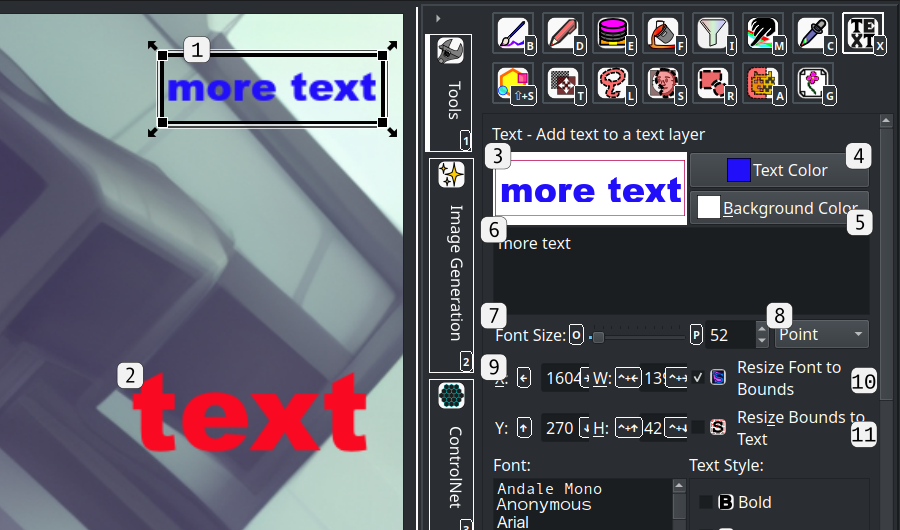 1
more text
2
text
B
D
E
F
I
M
C
TEXT
X
⇧+S
T
L
S
R
A
G
Tools
1
Image Generation
2
ControlNet
3
Text - Add text to a text layer
3
more text
4
Text Color
Background Color
5
6
more text
7
Font Size: O P 52
8
Point
9
X: ← 1604 W: ^+← 139 ^+→
✓ Resize Font to Bounds
10
Y: ↑ 270 ↓ H: ^+↑ 42 ^+↓
Resize Bounds to Text
11
Font:
Andale Mono
Anonymous
Arial
Text Style:
B Bold